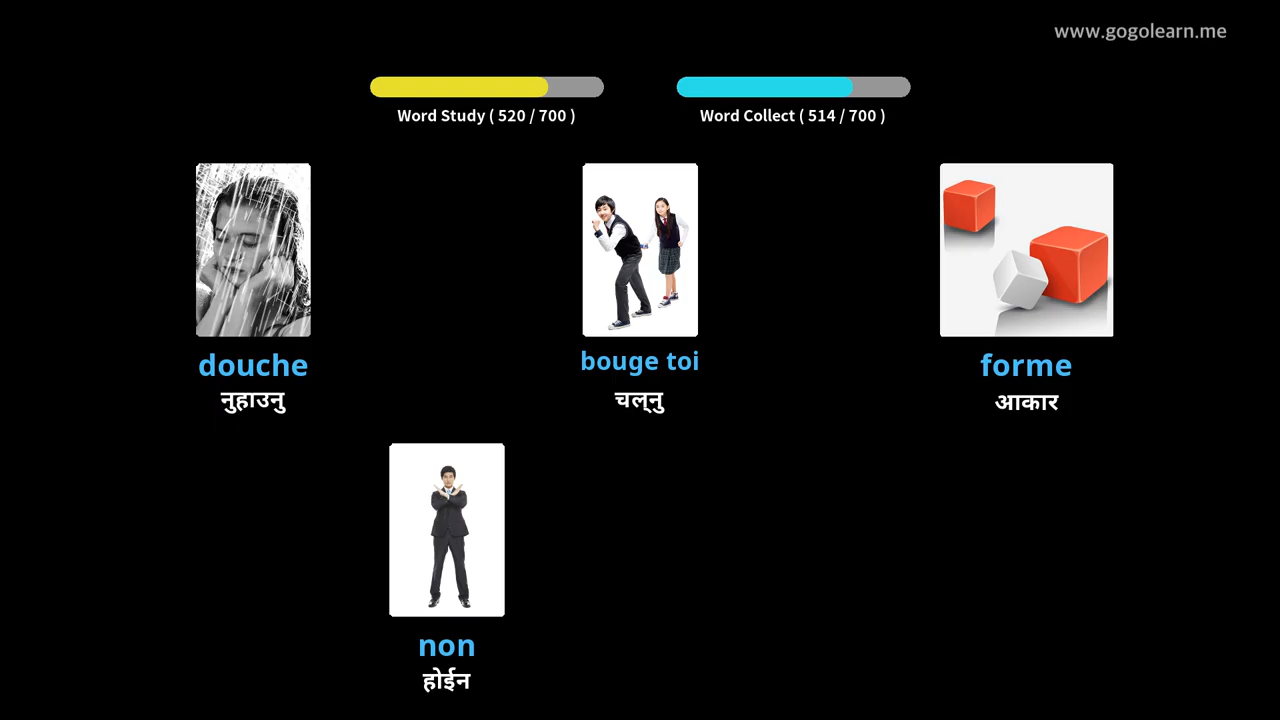 www.gogolearn.me
Word Study ( 520 / 700 )
Word Collect ( 514 / 700 )
douche
नुहाउनु
bouge toi
चल्नु
forme
आकार
non
होईन